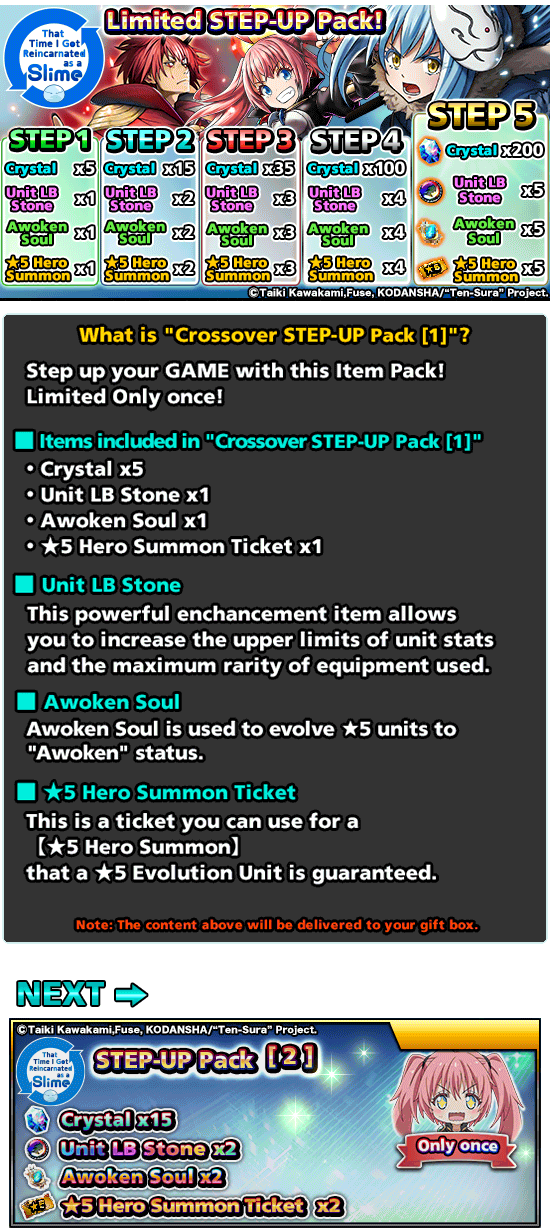 Limited STEP-UP Pack!
That
Time I Got
Reincarnated
as a
Slime
STEP 1
Crystal x5
Unit LB Stone x1
Awoken Soul x1
★5 Hero Summon x1
STEP 2
Crystal x15
Unit LB Stone x2
Awoken Soul x2
★5 Hero Summon x2
STEP 3
Crystal x35
Unit LB Stone x3
Awoken Soul x3
★5 Hero Summon x3
STEP 4
Crystal x100
Unit LB Stone x4
Awoken Soul x4
★5 Hero Summon x4
STEP 5
Crystal x200
Unit LB Stone x5
Awoken Soul x5
★5 Hero Summon x5
©Taiki Kawakami,Fuse, KODANSHA/"Ten-Sura" Project.
What is "Crossover STEP-UP Pack [1]"?
Step up your GAME with this Item Pack!
Limited Only once!
■ Items included in "Crossover STEP-UP Pack [1]"
・Crystal x5
・Unit LB Stone x1
・Awoken Soul x1
・★5 Hero Summon Ticket x1
■ Unit LB Stone
This powerful enchancement item allows
you to increase the upper limits of unit stats
and the maximum rarity of equipment used.
■ Awoken Soul
Awoken Soul is used to evolve ★5 units to
"Awoken" status.
■ ★5 Hero Summon Ticket
This is a ticket you can use for a
【★5 Hero Summon】
that a ★5 Evolution Unit is guaranteed.
Note: The content above will be delivered to your gift box.
NEXT ➡
©Taiki Kawakami,Fuse, KODANSHA/"Ten-Sura" Project.
That
Time I Got
Reincarnated
as a
Slime
STEP-UP Pack [2]
Crystal x15
Unit LB Stone x2
Awoken Soul x2
★5 Hero Summon Ticket x2
Only once